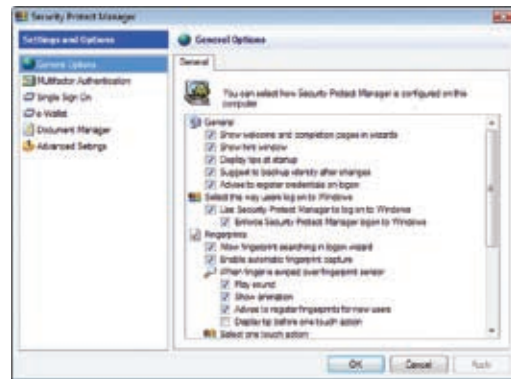 Security Protect Manager
Settings and Options
General Options
Multifactor Authentication
Single Sign On
e-Wallet
Document Manager
Advanced Settings
General Options
General
You can select how Security Protect Manager is configured on this
computer
General
Show welcome and completion pages in wizards
Show hint window
Display tips at startup
Suggest to backup identity after changes
Advise to register credentials on logon
Select the way users log on to Windows
Use Security Protect Manager to log on to Windows
Enforce Security Protect Manager logon to Windows
Fingerprints
Allow fingerprint searching in logon wizard
Enable automatic fingerprint capture
When finger is swiped over fingerprint sensor
Play sound
Show animation
Advise to register fingerprints for new users
Display tip before one touch action
Select one touch action
OK
Cancel
Apply